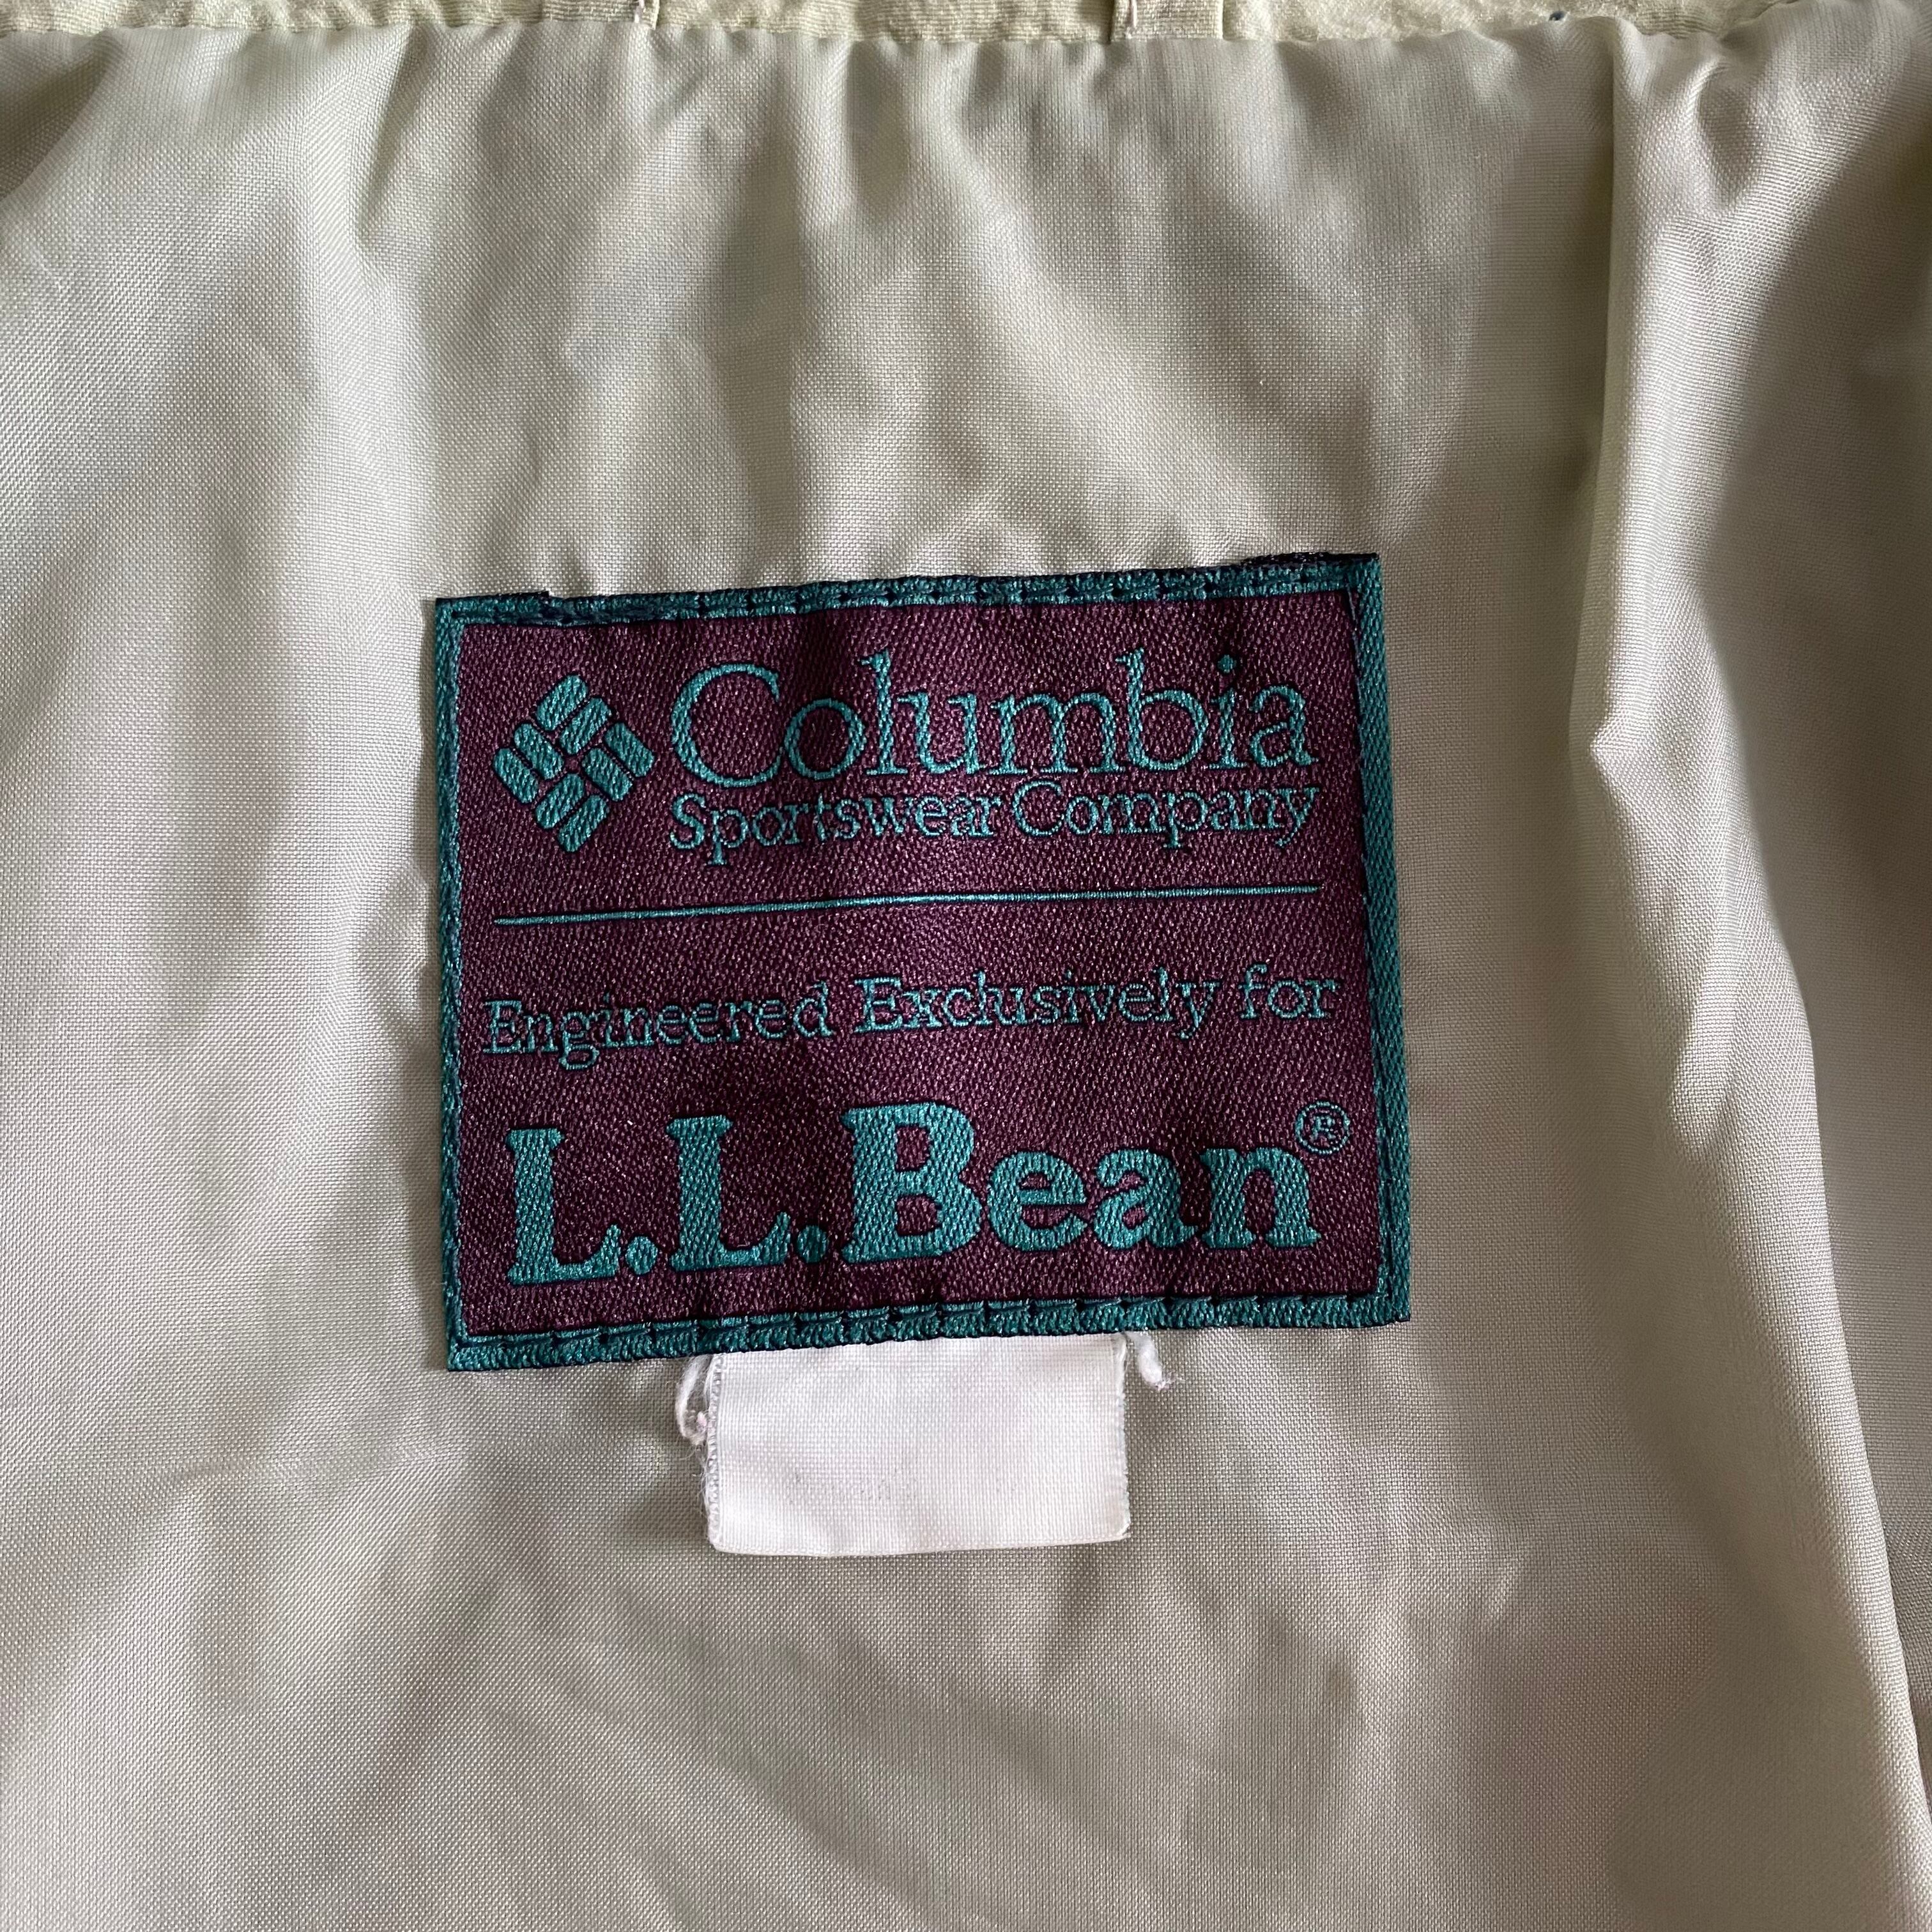 Columbia
Sportswear Company
Engineered Exclusively for
L.L.Bean®